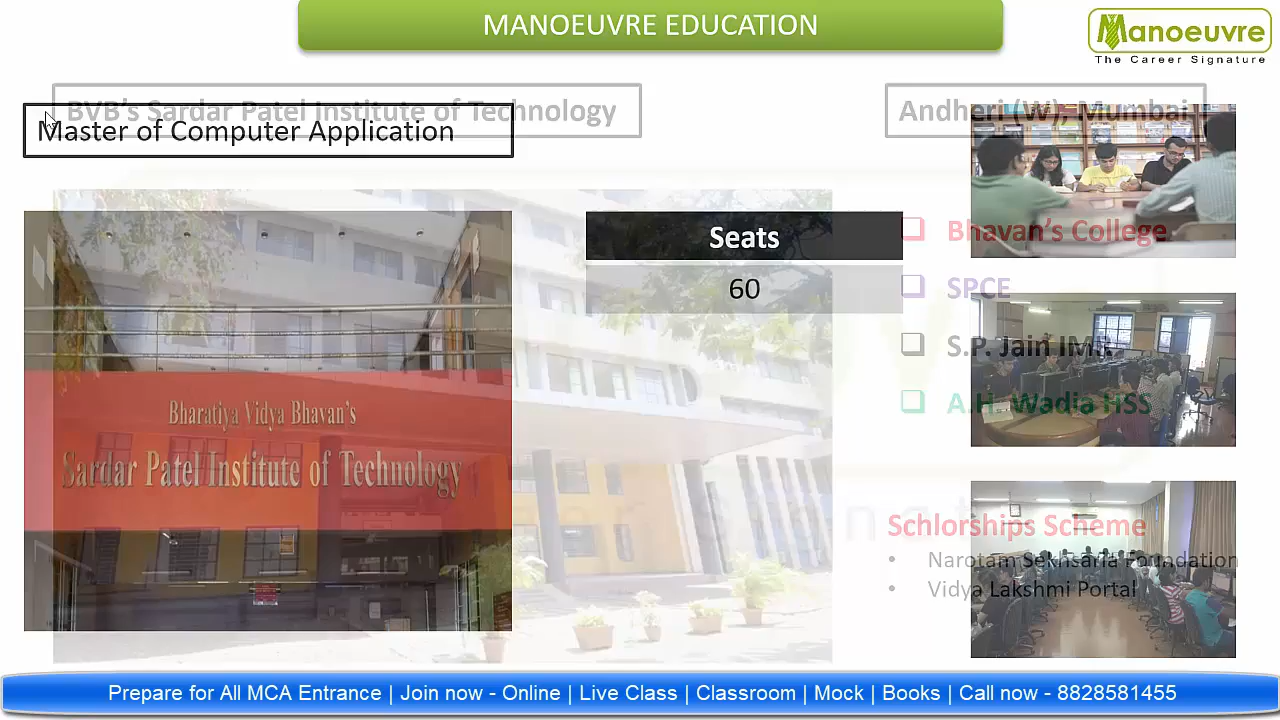 MANOEUVRE EDUCATION
Manoeuvre
The Career Signature
BVB's Sardar Patel Institute of Technology
Andheri (W), Mumbai
Master of Computer Application
Seats
60
Bhavan's College
SPCE
S.P. Jain IMR
A.H. Wadia HSS
Bharatiya Vidya Bhavan's
Sardar Patel Institute of Technology
Schlorships Scheme
• Narotam Sekhsaria Foundation
• Vidya Lakshmi Portal
Prepare for All MCA Entrance | Join now - Online | Live Class | Classroom | Mock | Books | Call now - 8828581455